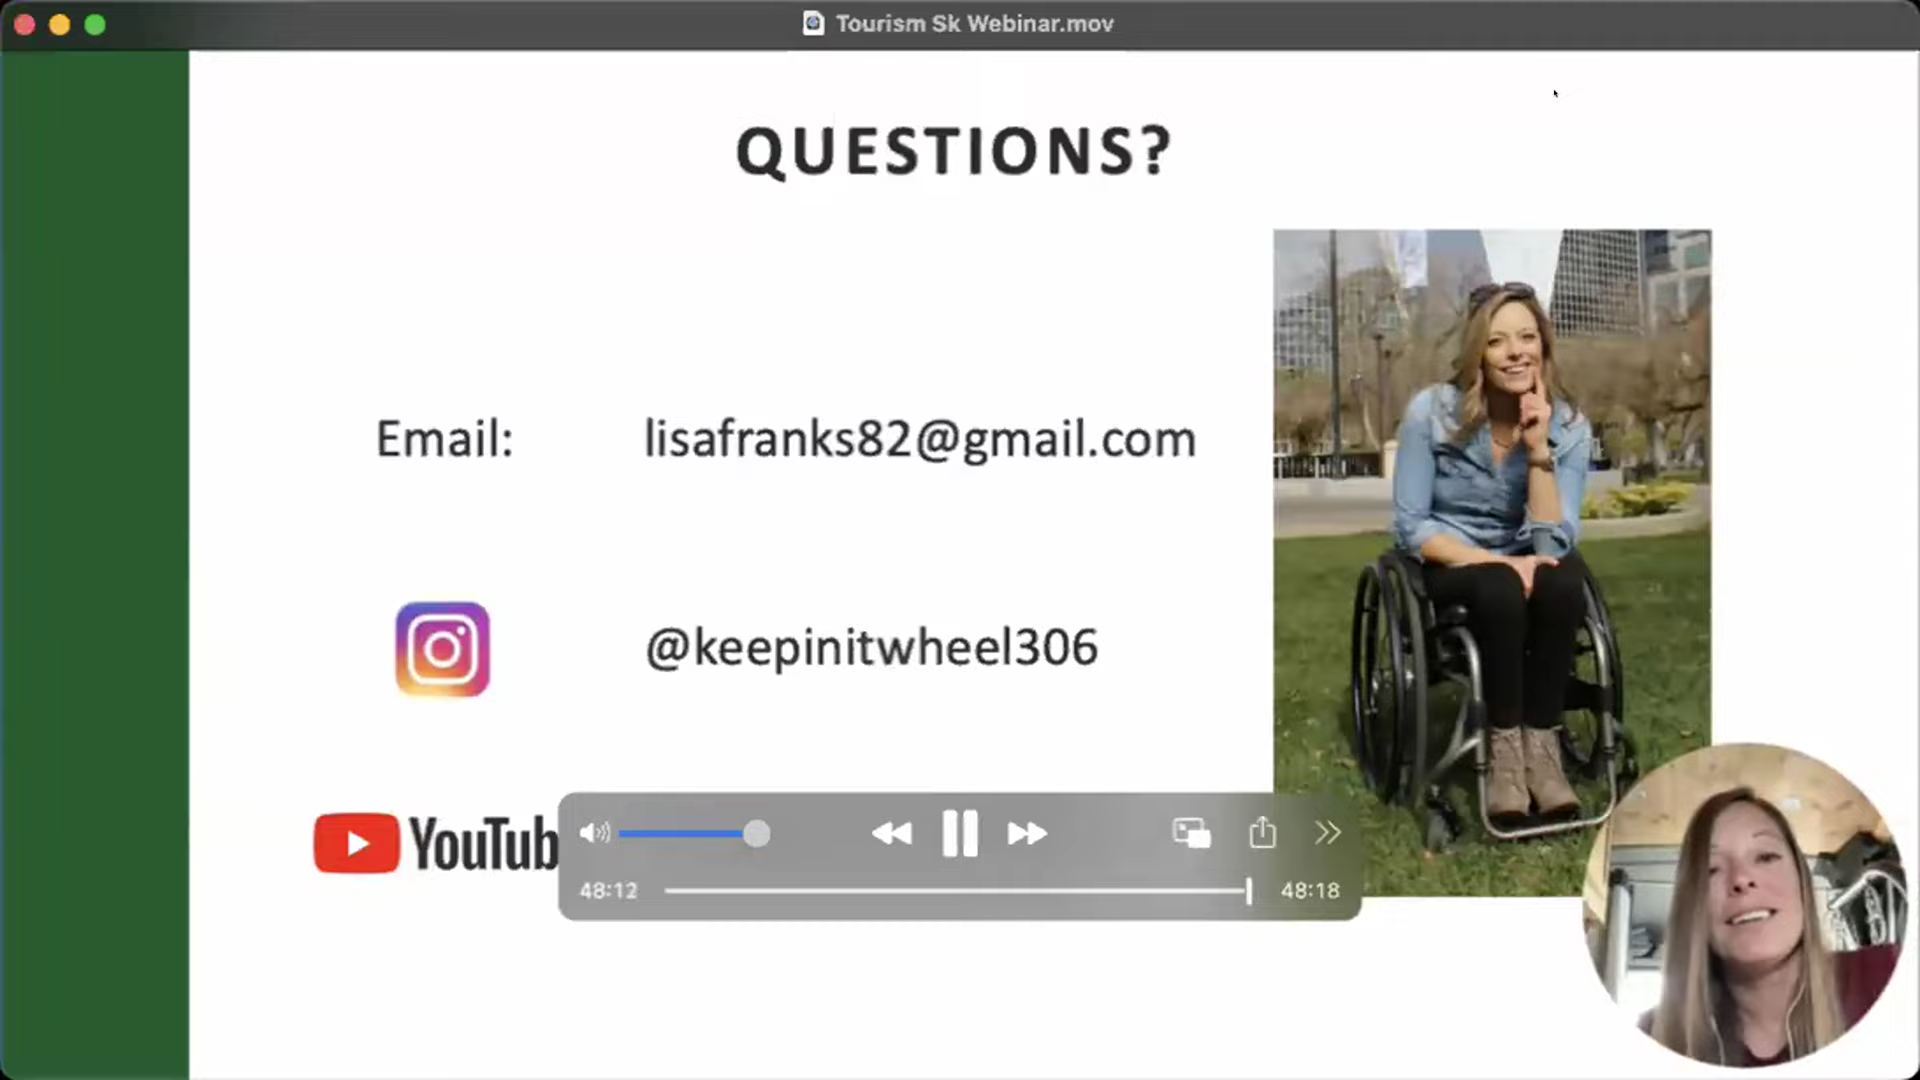 Tourism Sk Webinar.mov
QUESTIONS?
Email: lisafranks82@gmail.com
@keepinitwheel306
YouTub
48:12 48:18